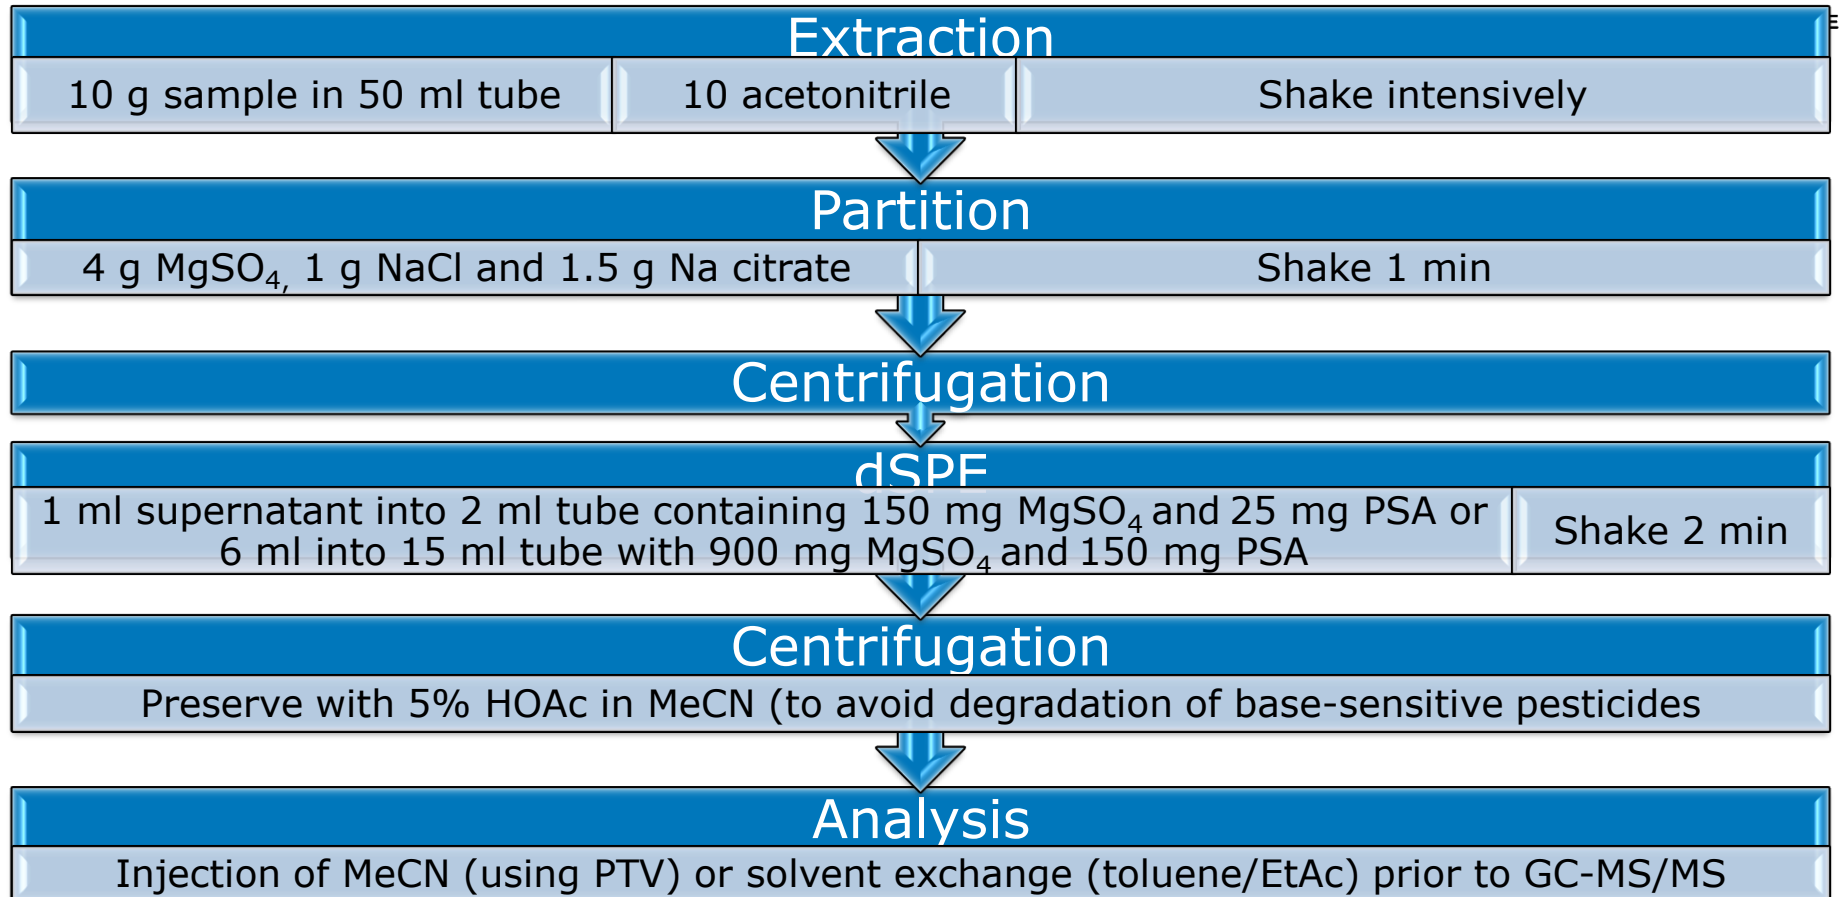 Extraction
10 g sample in 50 ml tube
10 acetonitrile
Shake intensively
Partition
4 g MgSO₄, 1 g NaCl and 1.5 g Na citrate
Shake 1 min
Centrifugation
dSPE
1 ml supernatant into 2 ml tube containing 150 mg MgSO₄ and 25 mg PSA or
6 ml into 15 ml tube with 900 mg MgSO₄ and 150 mg PSA
Shake 2 min
Centrifugation
Preserve with 5% HOAc in MeCN (to avoid degradation of base-sensitive pesticides
Analysis
Injection of MeCN (using PTV) or solvent exchange (toluene/EtAc) prior to GC-MS/MS